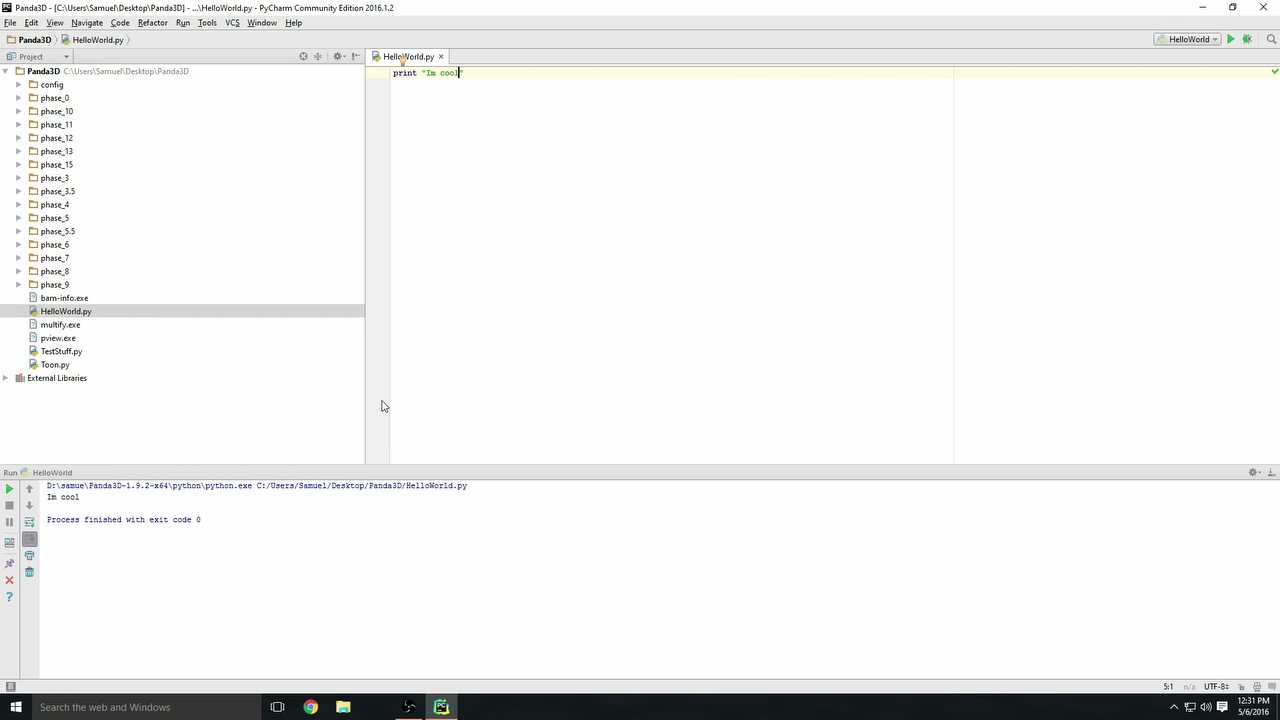 Panda3D - [C:\Users\Samuel\Desktop\Panda3D] - ...\HelloWorld.py - PyCharm Community Edition 2016.1.2
File Edit View Navigate Code Refactor Run Tools VCS Window Help
Panda3D HelloWorld.py HelloWorld
Project HelloWorld.py
Panda3D C:\Users\Samuel\Desktop\Panda3D
print "Im cool"
config
phase_0
phase_10
phase_11
phase_12
phase_13
phase_15
phase_3
phase_3.5
phase_4
phase_5
phase_5.5
phase_6
phase_7
phase_8
phase_9
bam-info.exe
HelloWorld.py
multify.exe
pview.exe
TestStuff.py
Toon.py
External Libraries
Run HelloWorld
D:\samue\Panda3D-1.9.2-x64\python\python.exe C:/Users/Samuel/Desktop/Panda3D/HelloWorld.py
Im cool
Process finished with exit code 0
5:1 n/a UTF-8
Search the web and Windows
12:31 PM
5/6/2016